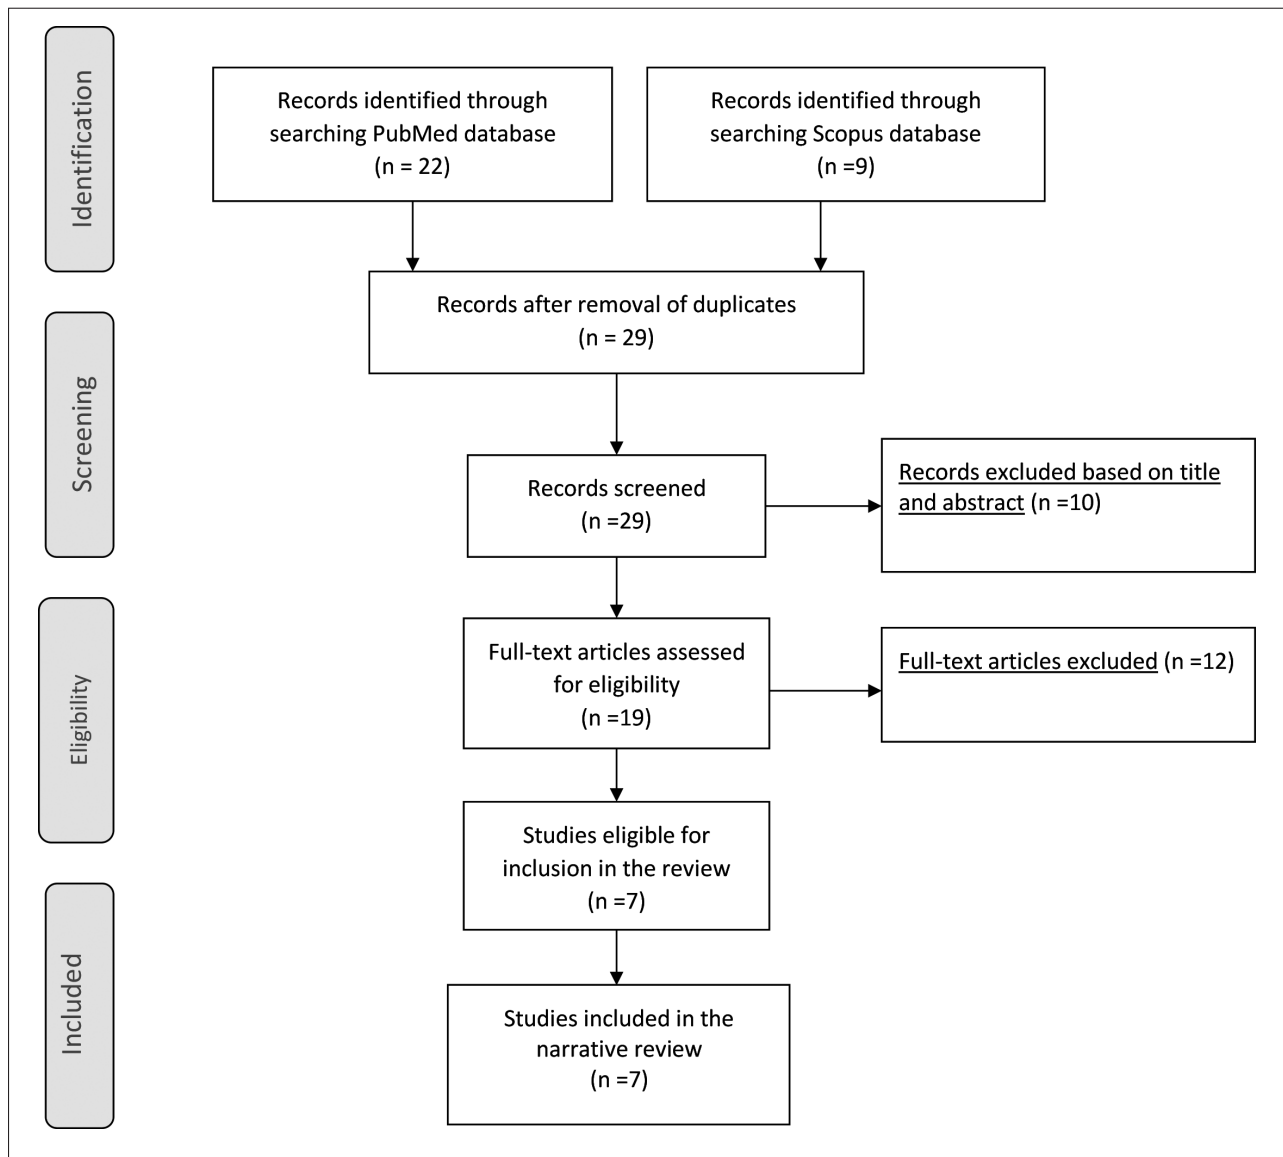 Identification
Records identified through
searching PubMed database
(n = 22)
Records identified through
searching Scopus database
(n =9)
Records after removal of duplicates
(n = 29)
Screening
Records screened
(n =29)
Records excluded based on title
and abstract (n =10)
Eligibility
Full-text articles assessed
for eligibility
(n =19)
Full-text articles excluded (n =12)
Studies eligible for
inclusion in the review
(n =7)
Included
Studies included in the
narrative review
(n =7)